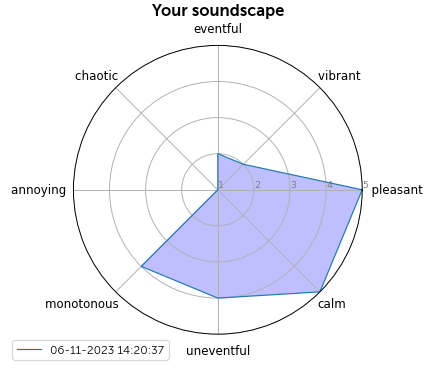 Your soundscape
eventful
chaotic
vibrant
annoying
1
2
3
4
5
pleasant
monotonous
calm
uneventful
06-11-2023 14:20:37